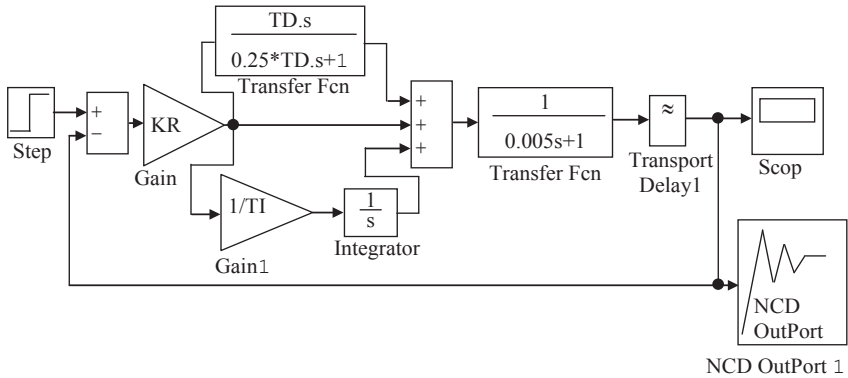 TD.s
0.25*TD.s+1
Transfer Fcn
+
−
Step
KR
Gain
+
+
+
1
0.005s+1
Transfer Fcn
≈
Transport
Delay1
Scop
1/TI
Gain1
1
s
Integrator
NCD
OutPort
NCD OutPort 1